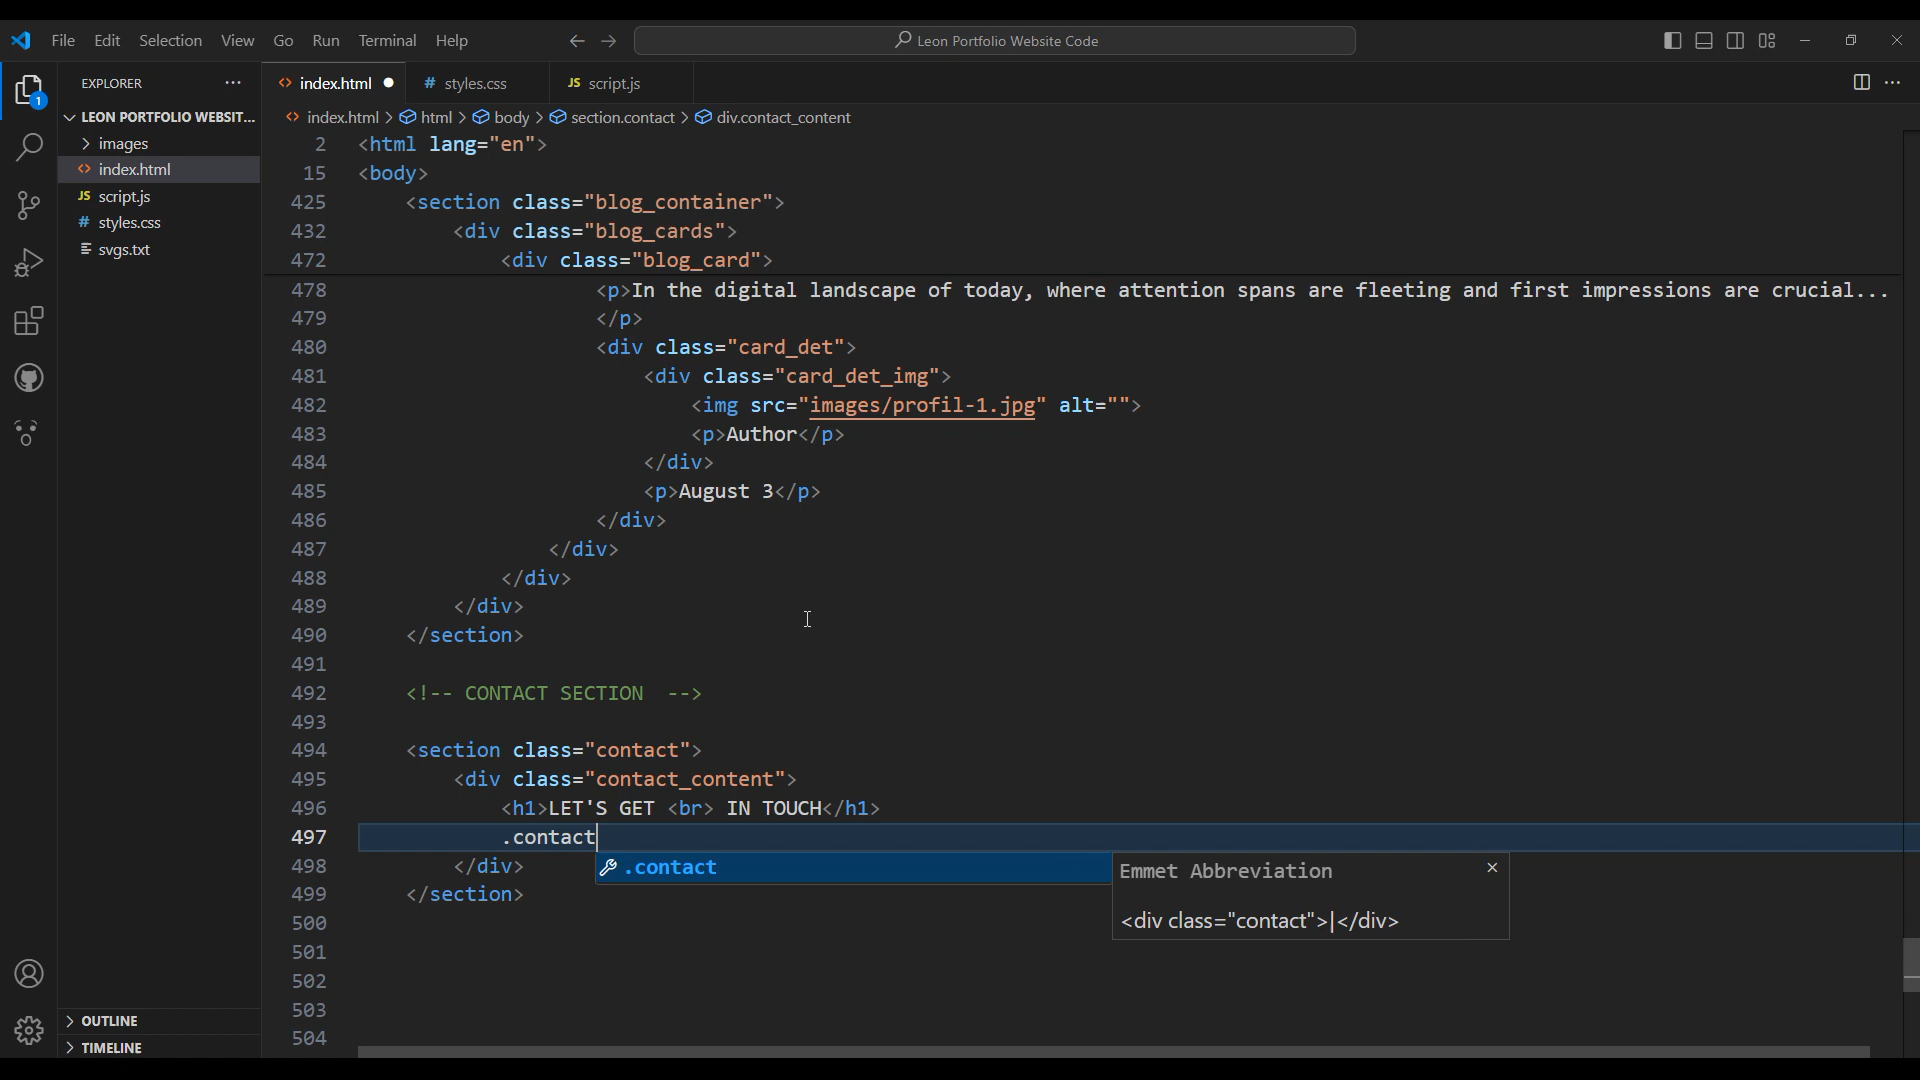 File Edit Selection View Go Run Terminal Help Leon Portfolio Website Code
EXPLORER
index.html styles.css JS script.js
LEON PORTFOLIO WEBSIT...
images
index.html
JS script.js
# styles.css
svgs.txt
1
OUTLINE
TIMELINE
index.html > html > body > section.contact > div.contact_content
2 <html lang="en">
15 <body>
425 <section class="blog_container">
432 <div class="blog_cards">
472 <div class="blog_card">
478 <p>In the digital landscape of today, where attention spans are fleeting and first impressions are crucial...
479 </p>
480 <div class="card_det">
481 <div class="card_det_img">
482 <img src="images/profil-1.jpg" alt="">
483 <p>Author</p>
484 </div>
485 <p>August 3</p>
486 </div>
487 </div>
488 </div>
489 </div>
490 </section>
491
492 <!-- CONTACT SECTION -->
493
494 <section class="contact">
495 <div class="contact_content">
496 <h1>LET'S GET <br> IN TOUCH</h1>
497 .contact
498 </div>
499 </section>
500
501
502
503
504
.contact
Emmet Abbreviation
<div class="contact">|</div>